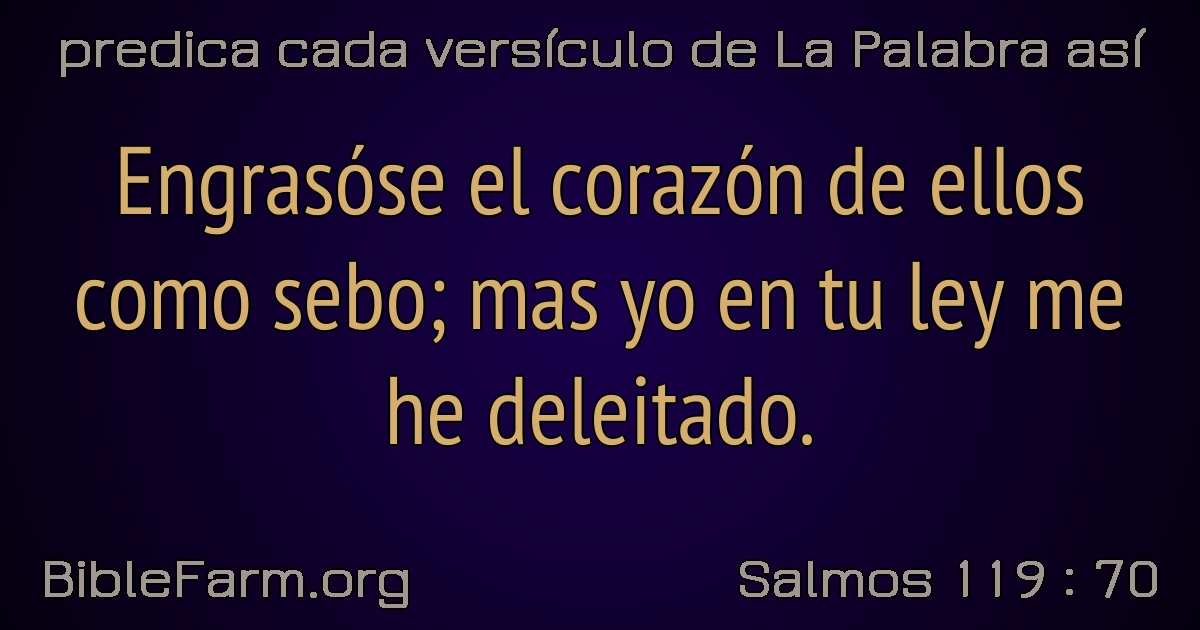 predica cada versículo de La Palabra así
Engrasóse el corazón de ellos
como sebo; mas yo en tu ley me
he deleitado.
BibleFarm.org
Salmos 119 : 70